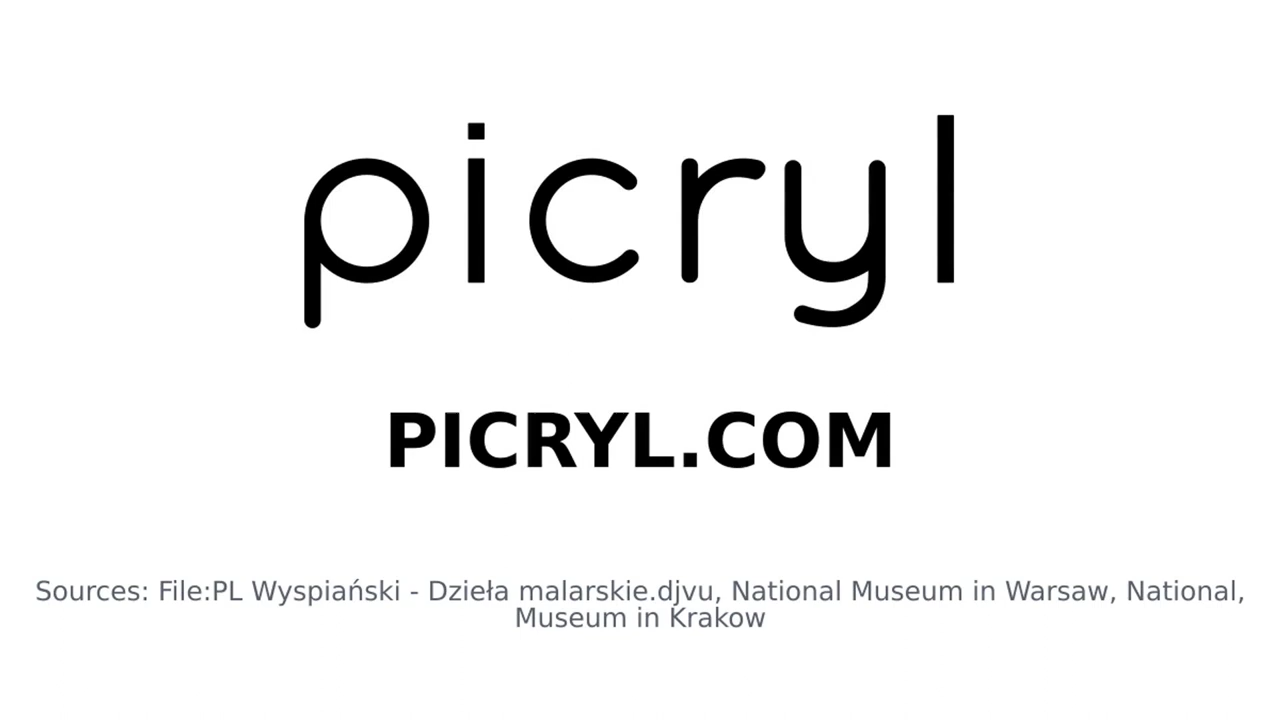 picryl
PICRYL.COM
Sources: File:PL Wyspiański - Dzieła malarskie.djvu, National Museum in Warsaw, National,
Museum in Krakow